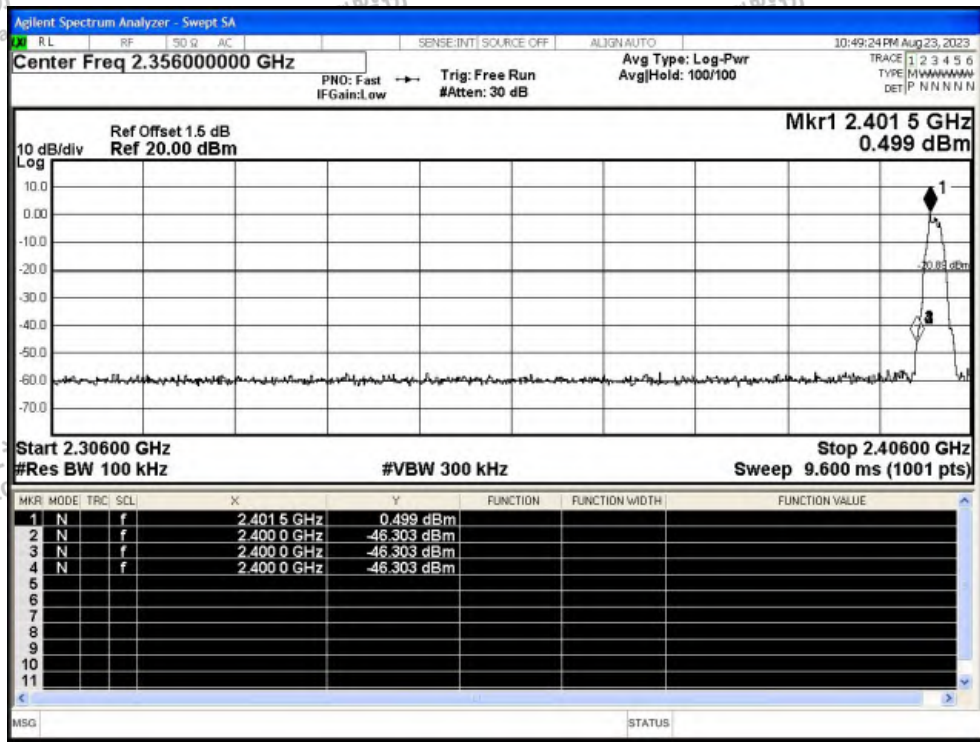 Agilent Spectrum Analyzer - Swept SA
RL RF 50 Ω AC SENSE:INT SOURCE OFF ALIGN AUTO 10:49:24 PM Aug 23, 2023
Center Freq 2.356000000 GHz
PNO: Fast
IFGain:Low
Trig: Free Run
#Atten: 30 dB
Avg Type: Log-Pwr
Avg|Hold: 100/100
TRACE 1 2 3 4 5 6
TYPE MWWWWW
DET P N N N N N
Mkr1 2.401 5 GHz
0.499 dBm
Ref Offset 1.5 dB
10 dB/div Ref 20.00 dBm
Log
10.0
0.00
-10.0
-20.0
-30.0
-40.0
-50.0
-60.0
-70.0
1
-20.89 dBm
3
Start 2.30600 GHz Stop 2.40600 GHz
#Res BW 100 kHz #VBW 300 kHz Sweep 9.600 ms (1001 pts)
MKR MODE TRC SCL X Y FUNCTION FUNCTION WIDTH FUNCTION VALUE
1 N f 2.401 5 GHz 0.499 dBm
2 N f 2.400 0 GHz -46.303 dBm
3 N f 2.400 0 GHz -46.303 dBm
4 N f 2.400 0 GHz -46.303 dBm
5
6
7
8
9
10
11
MSG STATUS